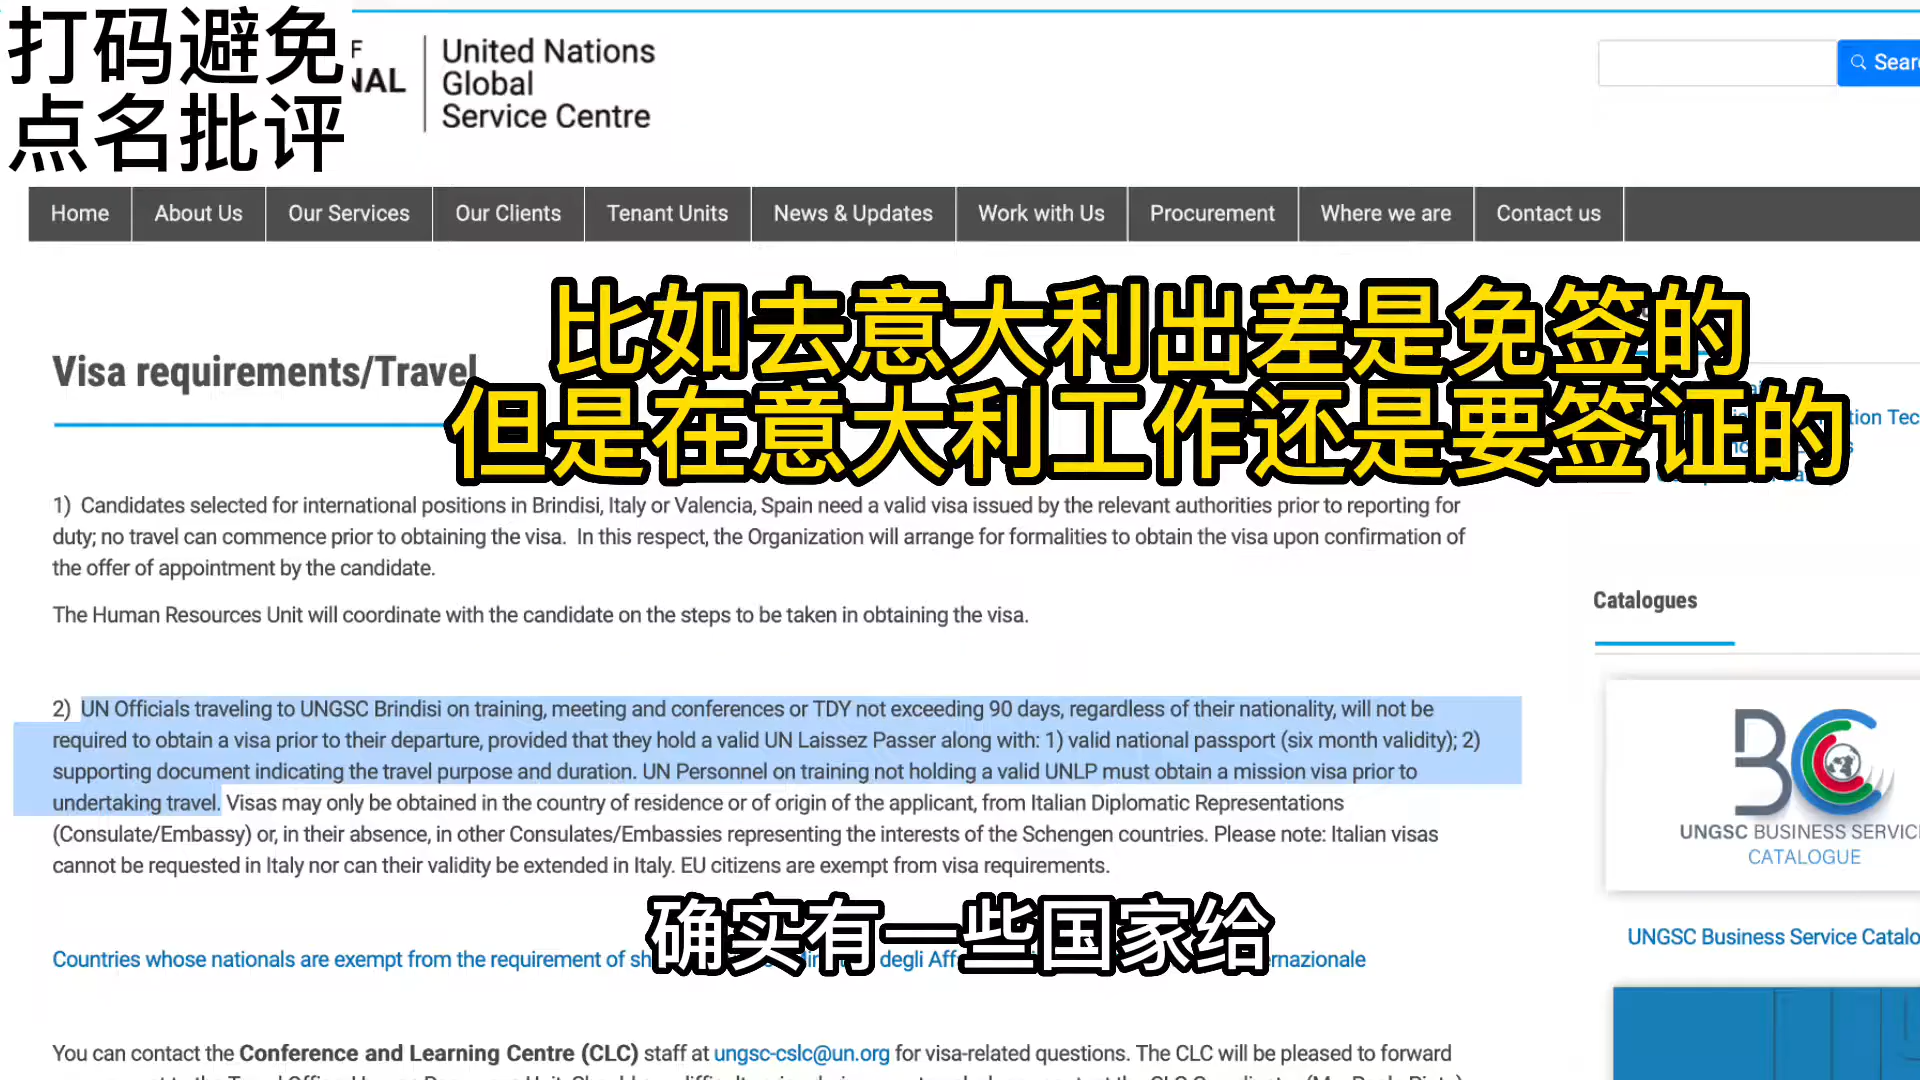 打码避免
点名批评
F
NAL
United Nations
Global
Service Centre
Sear
Home
About Us
Our Services
Our Clients
Tenant Units
News & Updates
Work with Us
Procurement
Where we are
Contact us
比如去意大利出差是免签的
但是在意大利工作还是要签证的
Visa requirements/Travel
tion Tec
1) Candidates selected for international positions in Brindisi, Italy or Valencia, Spain need a valid visa issued by the relevant authorities prior to reporting for
duty; no travel can commence prior to obtaining the visa. In this respect, the Organization will arrange for formalities to obtain the visa upon confirmation of
the offer of appointment by the candidate.
The Human Resources Unit will coordinate with the candidate on the steps to be taken in obtaining the visa.
2) UN Officials traveling to UNGSC Brindisi on training, meeting and conferences or TDY not exceeding 90 days, regardless of their nationality, will not be
required to obtain a visa prior to their departure, provided that they hold a valid UN Laissez Passer along with: 1) valid national passport (six month validity); 2)
supporting document indicating the travel purpose and duration. UN Personnel on training not holding a valid UNLP must obtain a mission visa prior to
undertaking travel. Visas may only be obtained in the country of residence or of origin of the applicant, from Italian Diplomatic Representations
(Consulate/Embassy) or, in their absence, in other Consulates/Embassies representing the interests of the Schengen countries. Please note: Italian visas
cannot be requested in Italy nor can their validity be extended in Italy. EU citizens are exempt from visa requirements.
Catalogues
BC
UNGSC BUSINESS SERVIC
CATALOGUE
UNGSC Business Service Catalo
确实有一些国家给
Countries whose nationals are exempt from the requirement of sh degli Aff ernazionale
You can contact the Conference and Learning Centre (CLC) staff at ungsc-cslc@un.org for visa-related questions. The CLC will be pleased to forward